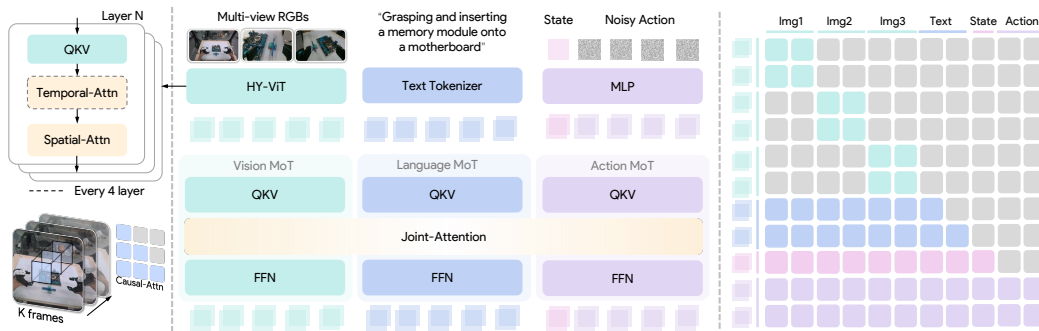 Layer N
QKV
Temporal-Attn
Spatial-Attn
Every 4 layer
Causal-Attn
K frames
Multi-view RGBs
"Grasping and inserting
a memory module onto
a motherboard"
State
Noisy Action
HY-ViT
Text Tokenizer
MLP
Vision MoT
Language MoT
Action MoT
QKV
QKV
QKV
Joint-Attention
FFN
FFN
FFN
Img1
Img2
Img3
Text
State
Action